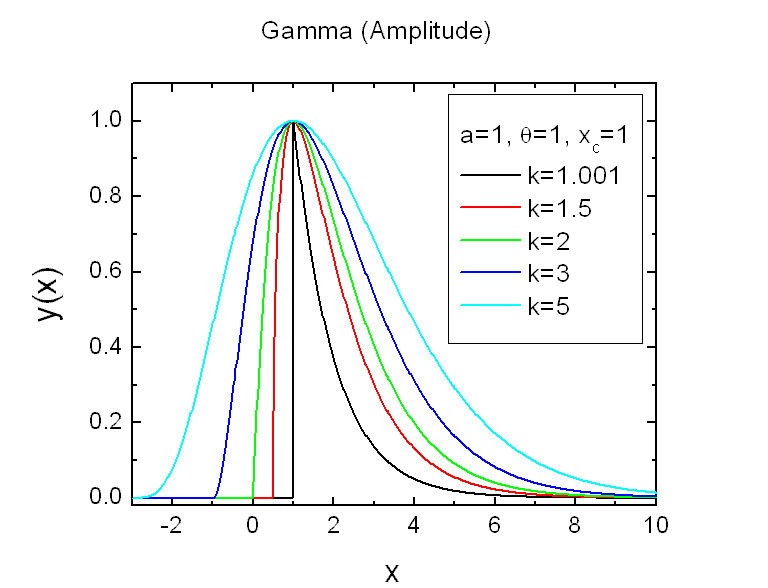 Gamma (Amplitude)
a=1, θ=1, x_c=1
k=1.001
k=1.5
k=2
k=3
k=5
y(x)
1.0
0.8
0.6
0.4
0.2
0.0
-2 0 2 4 6 8 10
x